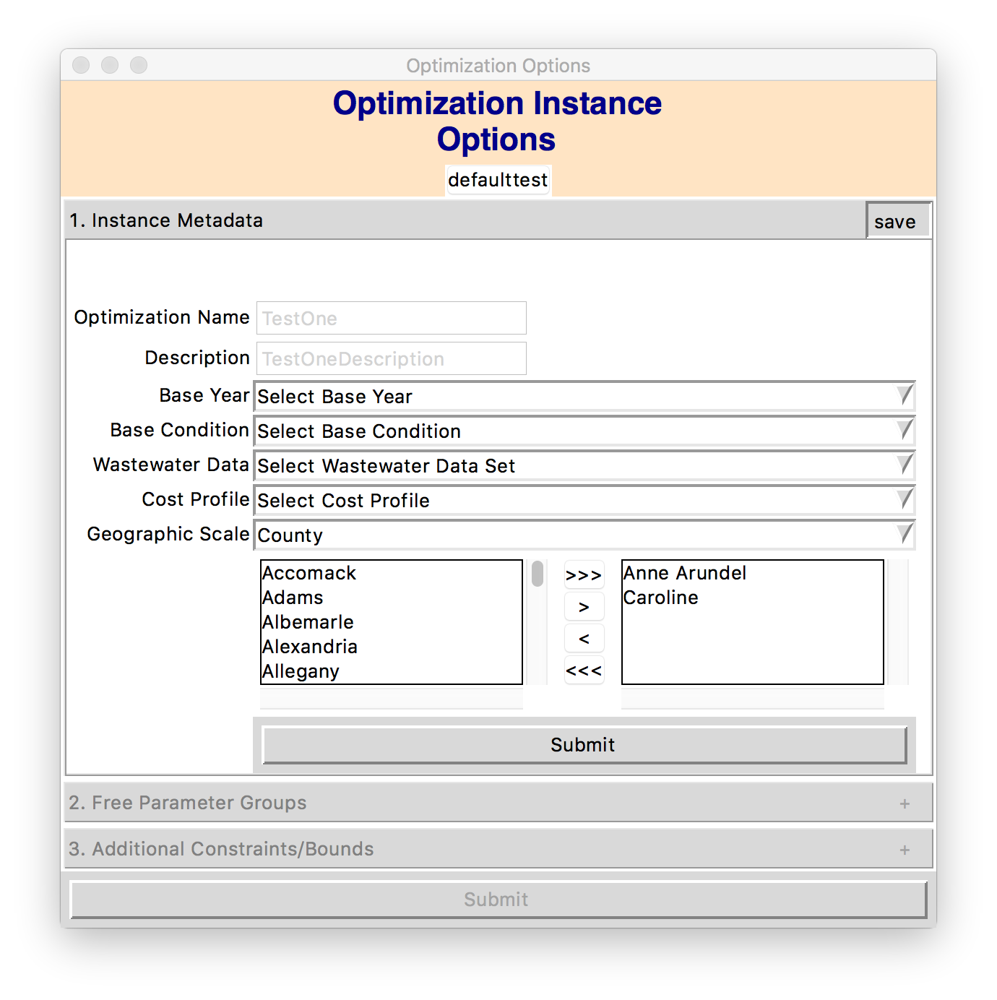 Optimization Options
Optimization Instance
Options
defaulttest
1. Instance Metadata save
Optimization Name TestOne
Description TestOneDescription
Base Year Select Base Year
Base Condition Select Base Condition
Wastewater Data Select Wastewater Data Set
Cost Profile Select Cost Profile
Geographic Scale County
Accomack >>> Anne Arundel
Adams > Caroline
Albemarle
Alexandria <
Allegany <<<
Submit
2. Free Parameter Groups +
3. Additional Constraints/Bounds +
Submit